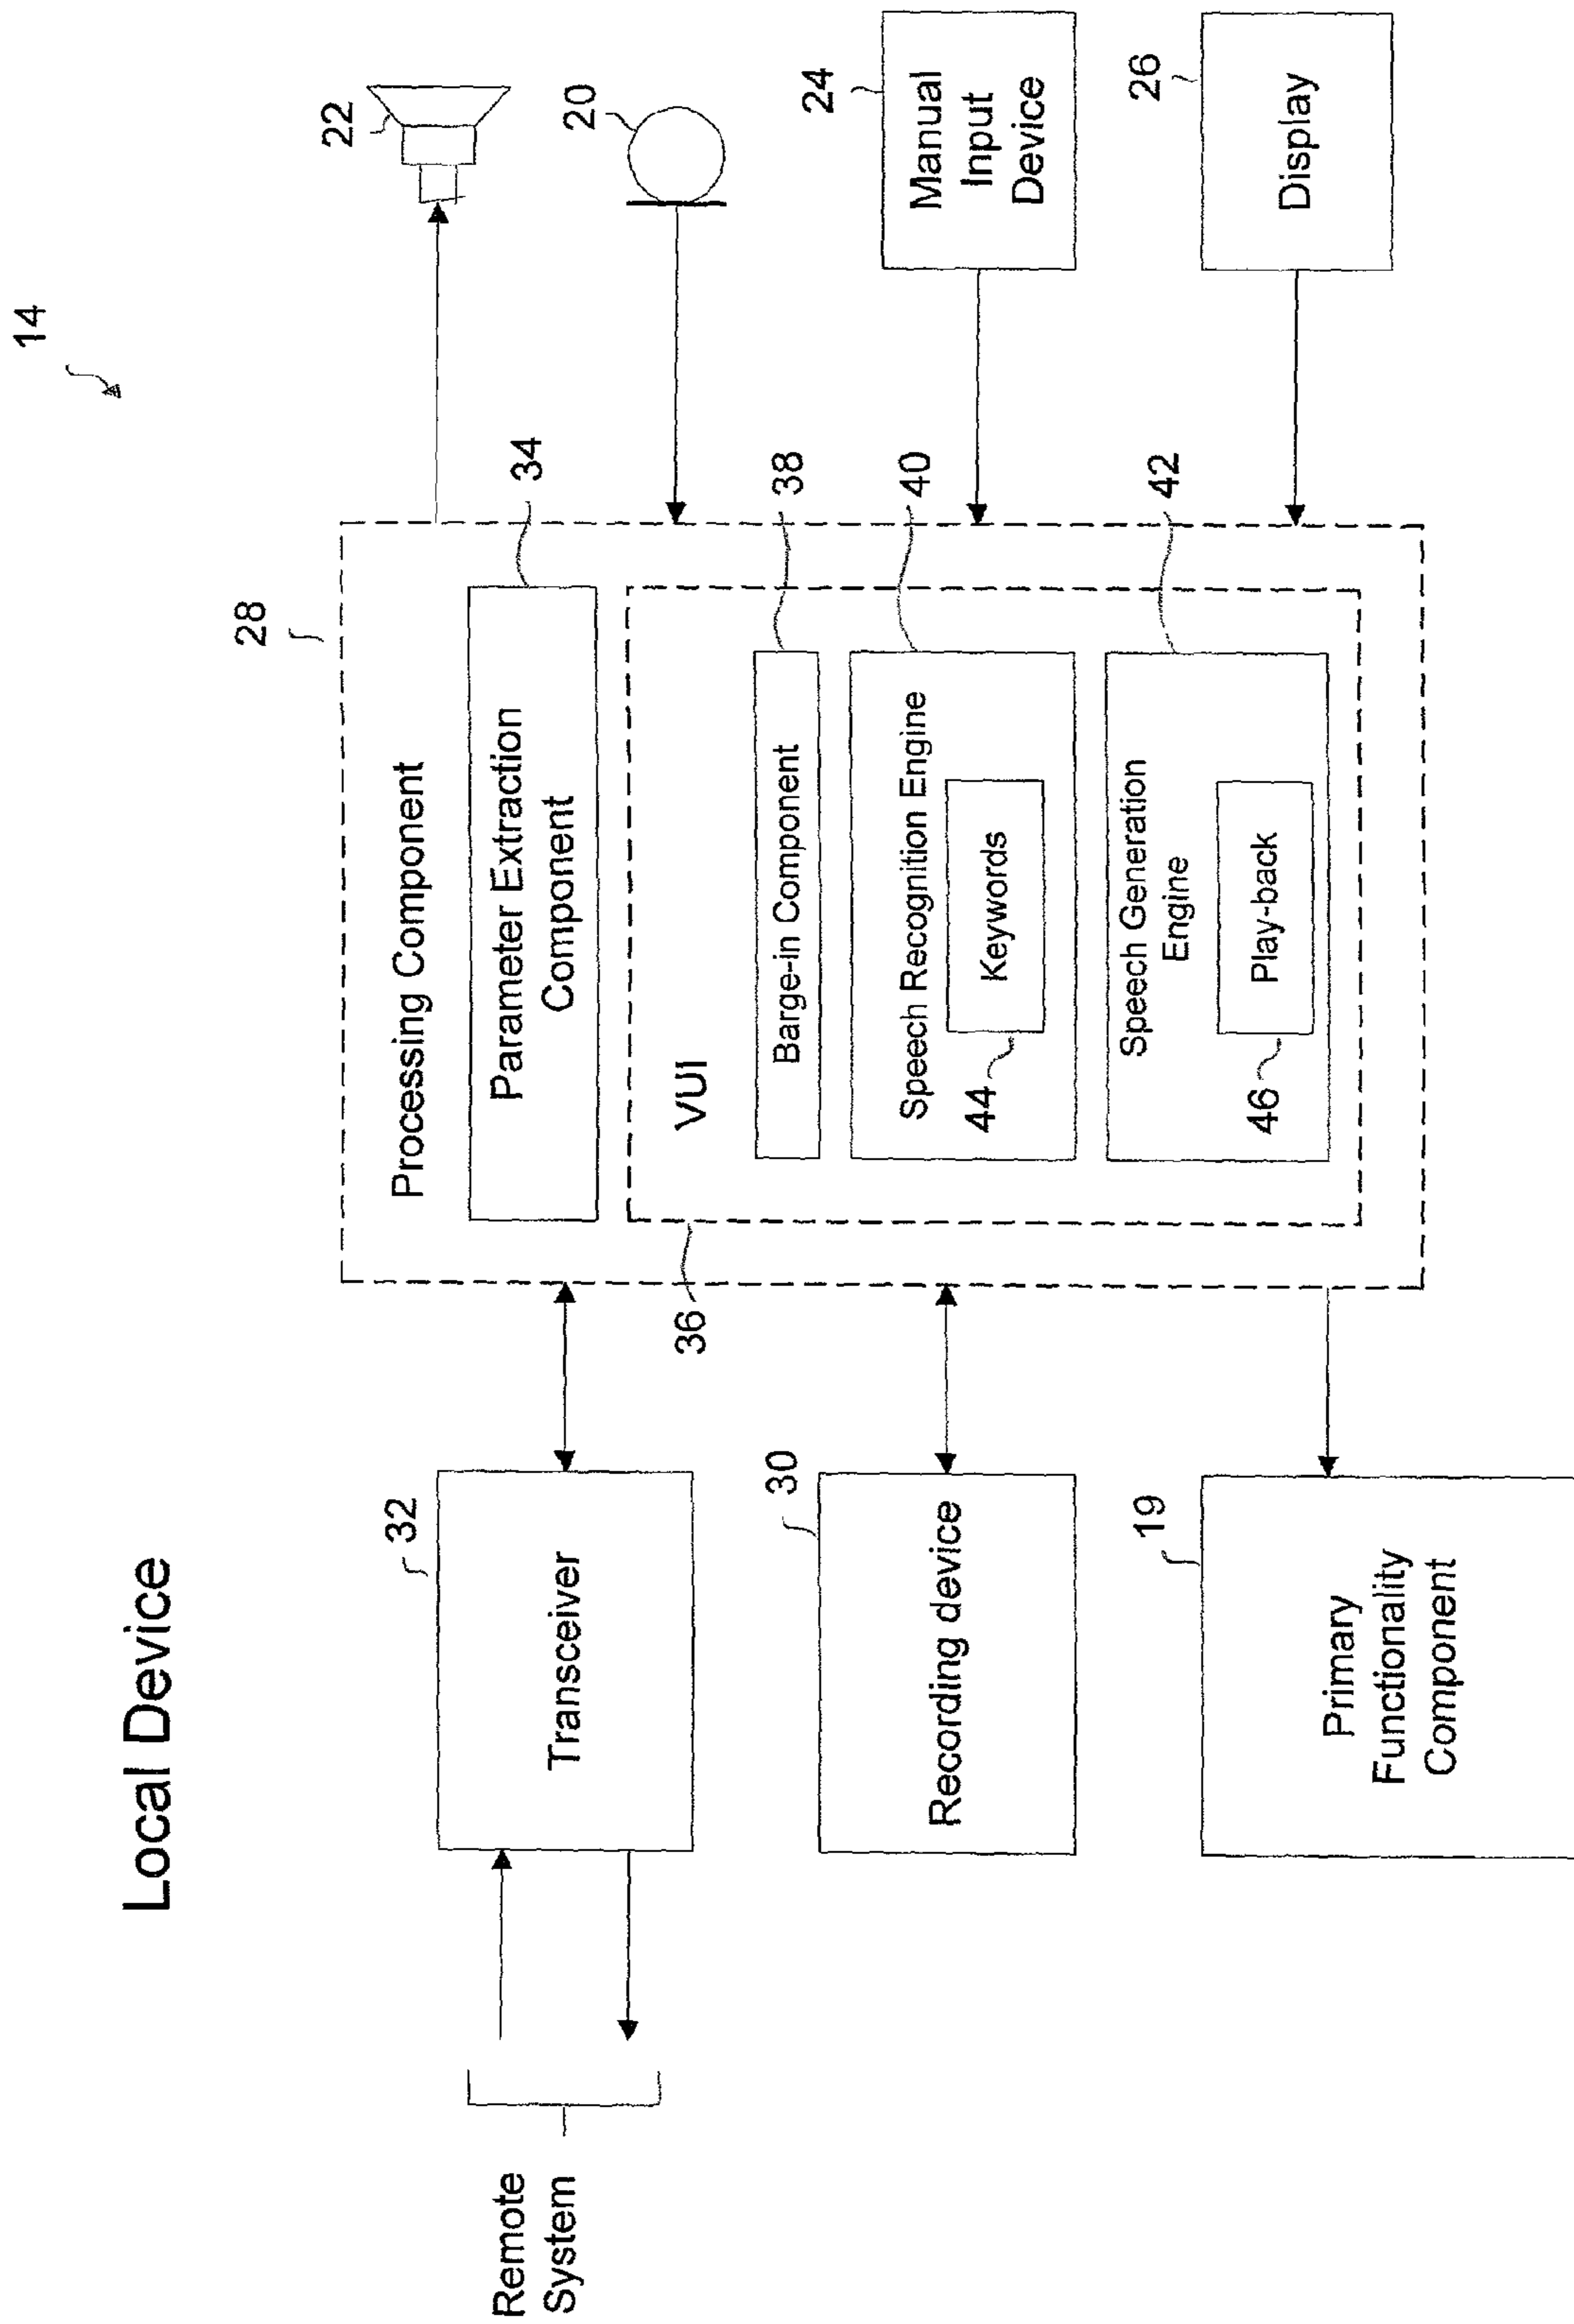 Local Device
14
Remote
System
32
Transceiver
30
Recording device
19
Primary
Functionality
Component
28
Processing Component
34
Parameter Extraction
Component
36
VUI
38
Barge-in Component
40
Speech Recognition Engine
44
Keywords
42
Speech Generation
Engine
46
Play-back
22
20
24
Manual
Input
Device
26
Display